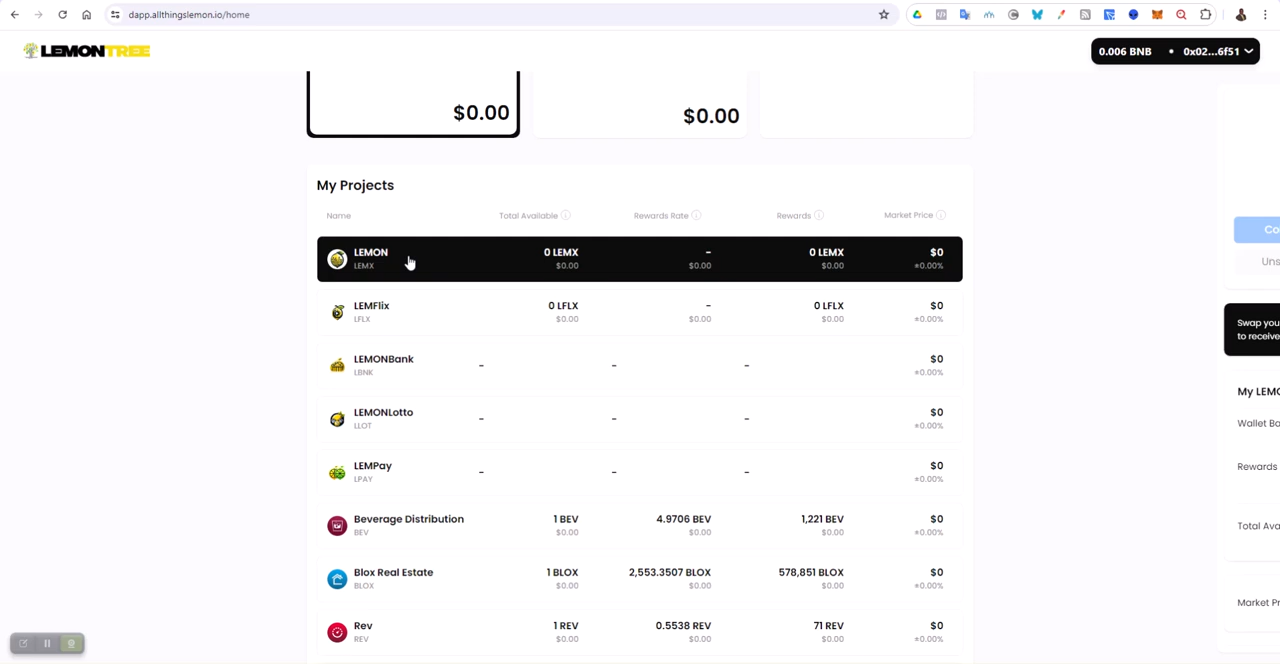 dapp.allthingslemon.io/home
LEMONTREE
0.006 BNB • 0x02...6f51
$0.00
$0.00
My Projects
Name Total Available Rewards Rate Rewards Market Price
LEMON 0 LEMX - 0 LEMX $0
LEMX $0.00 $0.00 $0.00 ±0.00%
LEMFlix 0 LFLX - 0 LFLX $0
LFLX $0.00 $0.00 $0.00 ±0.00%
LEMONBank $0
LBNK - - - ±0.00%
LEMONLotto $0
LLOT - - - ±0.00%
LEMPay $0
LPAY - - - ±0.00%
Beverage Distribution 1 BEV 4.9706 BEV 1,221 BEV $0
BEV $0.00 $0.00 $0.00 ±0.00%
Blox Real Estate 1 BLOX 2,553.3507 BLOX 578,851 BLOX $0
BLOX $0.00 $0.00 $0.00 ±0.00%
Rev 1 REV 0.5538 REV 71 REV $0
REV $0.00 $0.00 $0.00 ±0.00%
Co
Uns
Swap you
to receive
My LEMO
Wallet Ba
Rewards
Total Ava
Market Pr